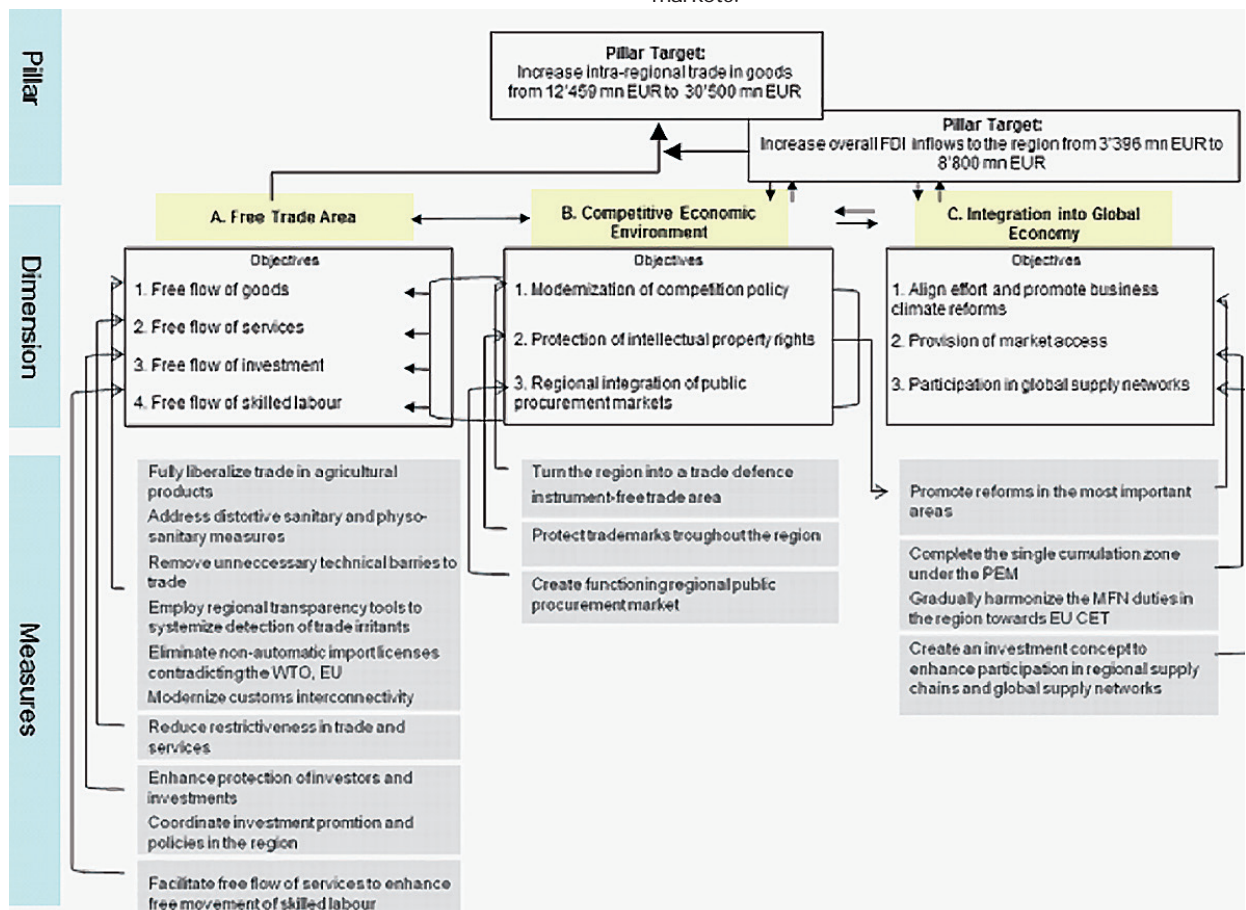 Pillar
Pillar Target:
Increase intra-regional trade in goods
from 12'459 mn EUR to 30'500 mn EUR
Pillar Target:
Increase overall FDI inflows to the region from 3'396 mn EUR to
8'800 mn EUR
Dimension
A. Free Trade Area
Objectives
1. Free flow of goods
2. Free flow of services
3. Free flow of investment
4. Free flow of skilled labour
B. Competitive Economic
Environment
Objectives
1. Modernization of competition policy
2. Protection of intellectual property rights
3. Regional integration of public
procurement markets
C. Integration into Global
Economy
Objectives
1. Align effort and promote business
climate reforms
2. Provision of market access
3. Participation in global supply networks
Measures
Fully liberalize trade in agricultural
products
Address distortive sanitary and physo-
sanitary measures
Remove unneccessary technical barries to
trade
Employ regional transparency tools to
systemize detection of trade irritants
Eliminate non-automatic import licenses
contradicting the WTO, EU
Modernize customs interconnectivity
Reduce restrictiveness in trade and
services
Enhance protection of investors and
investments
Coordinate investment promtion and
policies in the region
Facilitate free flow of services to enhance
free movement of skilled labour
Turn the region into a trade defence
instrument-free trade area
Protect trademarks troughout the region
Create functioning regional public
procurement market
Promote reforms in the most important
areas
Complete the single cumulation zone
under the PEM
Gradually harmonize the MFN duties in
the region towards EU CET
Create an investment concept to
enhance participation in regional supply
chains and global supply networks